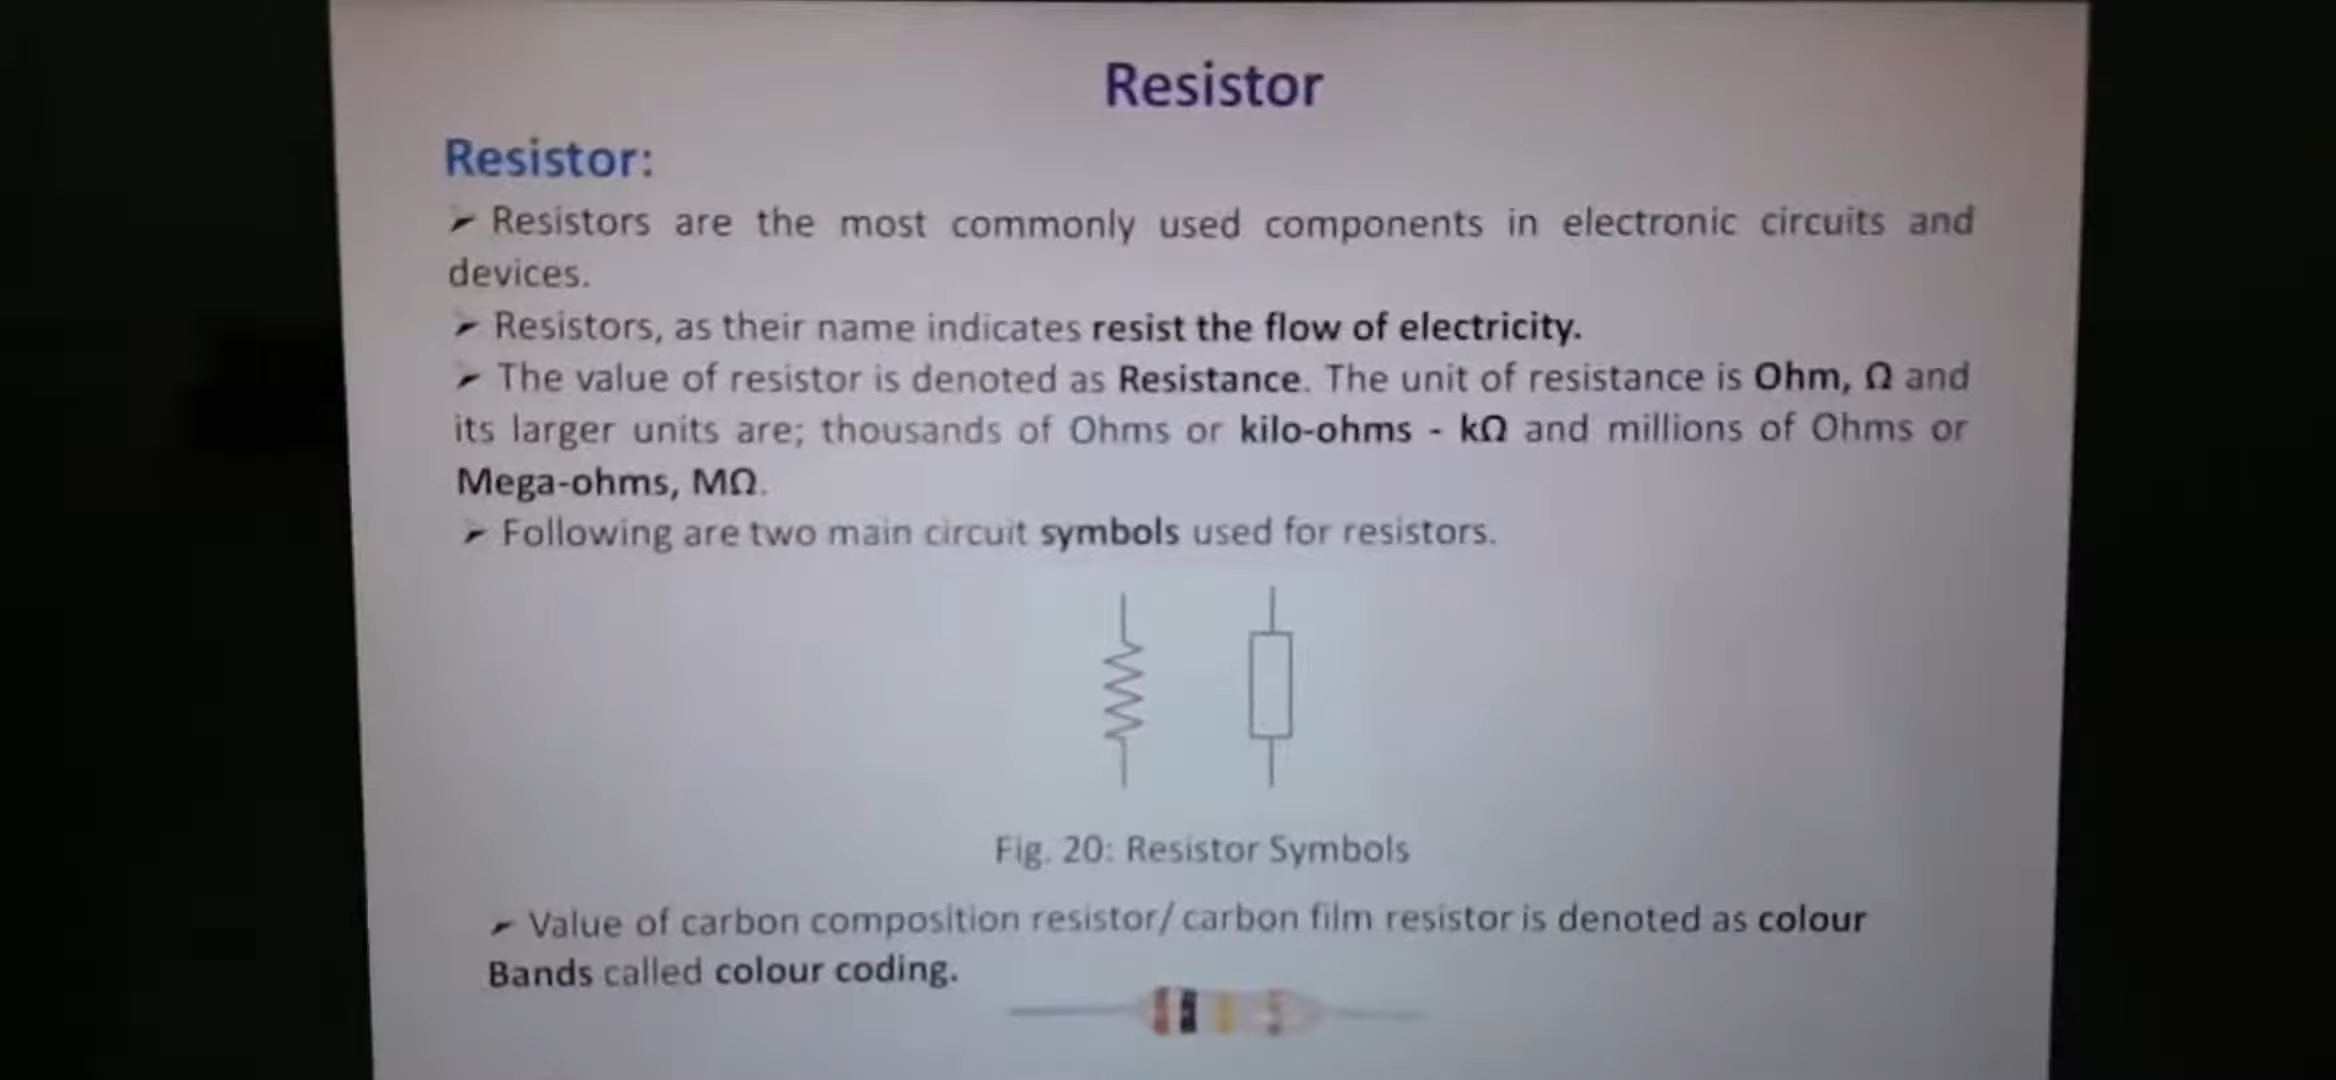 Resistor
Resistor:
➤ Resistors are the most commonly used components in electronic circuits and
devices.
➤ Resistors, as their name indicates resist the flow of electricity.
➤ The value of resistor is denoted as Resistance. The unit of resistance is Ohm, Ω and
its larger units are; thousands of Ohms or kilo-ohms - kΩ and millions of Ohms or
Mega-ohms, MΩ.
➤ Following are two main circuit symbols used for resistors.
Fig. 20: Resistor Symbols
➤ Value of carbon composition resistor/ carbon film resistor is denoted as colour
Bands called colour coding.